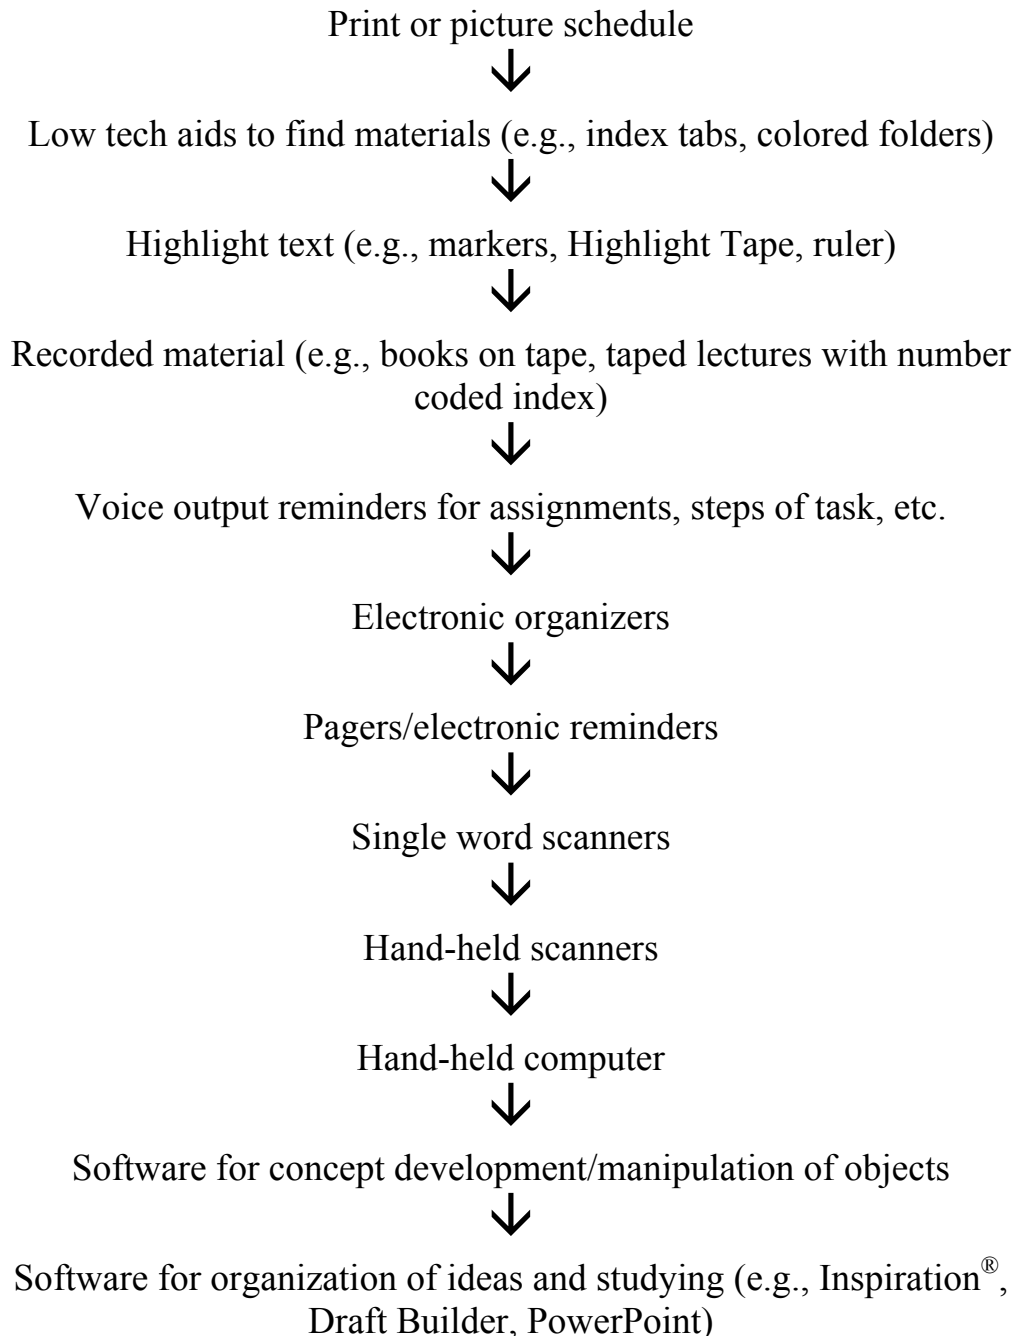 Print or picture schedule
Low tech aids to find materials (e.g., index tabs, colored folders)
Highlight text (e.g., markers, Highlight Tape, ruler)
Recorded material (e.g., books on tape, taped lectures with number
coded index)
Voice output reminders for assignments, steps of task, etc.
Electronic organizers
Pagers/electronic reminders
Single word scanners
Hand-held scanners
Hand-held computer
Software for concept development/manipulation of objects
Software for organization of ideas and studying (e.g., Inspiration®,
Draft Builder, PowerPoint)